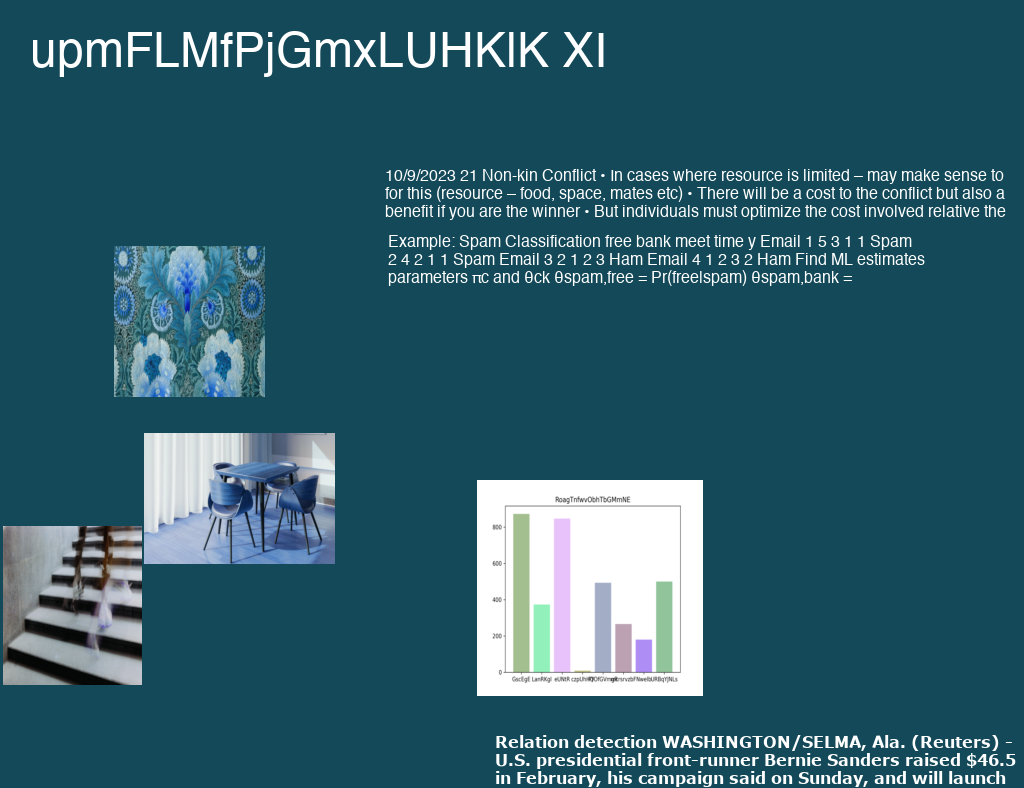 upmFLMfPjGmxLUHKIK XI
10/9/2023 21 Non-kin Conflict • In cases where resource is limited – may make sense to
for this (resource – food, space, mates etc) • There will be a cost to the conflict but also a
benefit if you are the winner • But individuals must optimize the cost involved relative the
Example: Spam Classification free bank meet time y Email 1 5 3 1 1 Spam
2 4 2 1 1 Spam Email 3 2 1 2 3 Ham Email 4 1 2 3 2 Ham Find ML estimates
parameters πc and θck θspam,free = Pr(free|spam) θspam,bank =
RoagTnfwvObhTbGMmNE
800
600
400
200
0
GscEgE LanRKgl eUNtR
Relation detection WASHINGTON/SELMA, Ala. (Reuters) -
U.S. presidential front-runner Bernie Sanders raised $46.5
in February, his campaign said on Sunday, and will launch